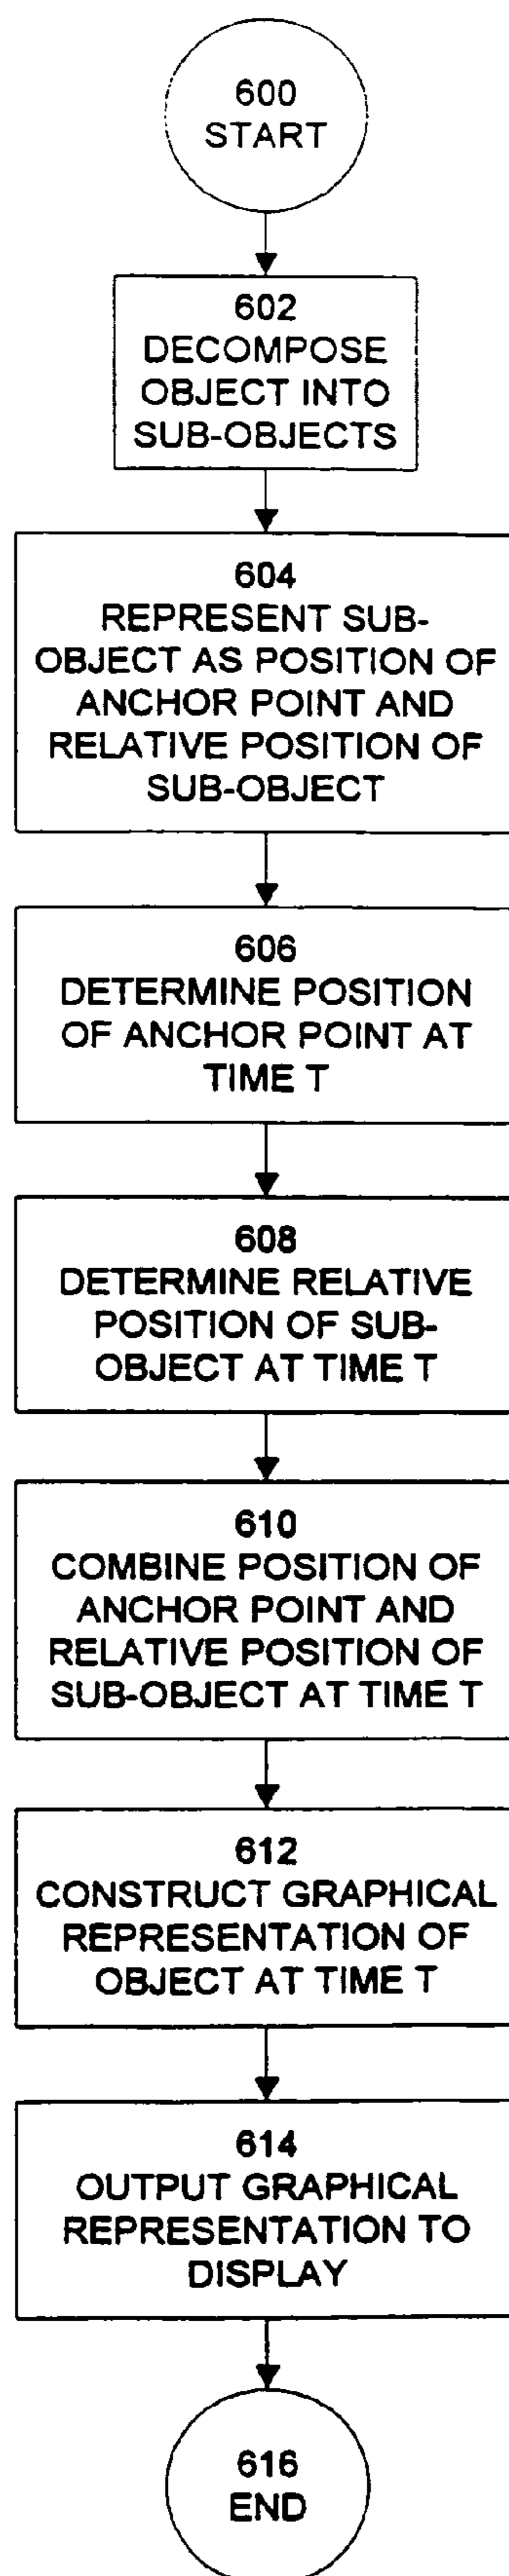 600
START
602
DECOMPOSE
OBJECT INTO
SUB-OBJECTS
604
REPRESENT SUB-
OBJECT AS POSITION OF
ANCHOR POINT AND
RELATIVE POSITION OF
SUB-OBJECT
606
DETERMINE POSITION
OF ANCHOR POINT AT
TIME T
608
DETERMINE RELATIVE
POSITION OF SUB-
OBJECT AT TIME T
610
COMBINE POSITION OF
ANCHOR POINT AND
RELATIVE POSITION OF
SUB-OBJECT AT TIME T
612
CONSTRUCT GRAPHICAL
REPRESENTATION OF
OBJECT AT TIME T
614
OUTPUT GRAPHICAL
REPRESENTATION TO
DISPLAY
616
END